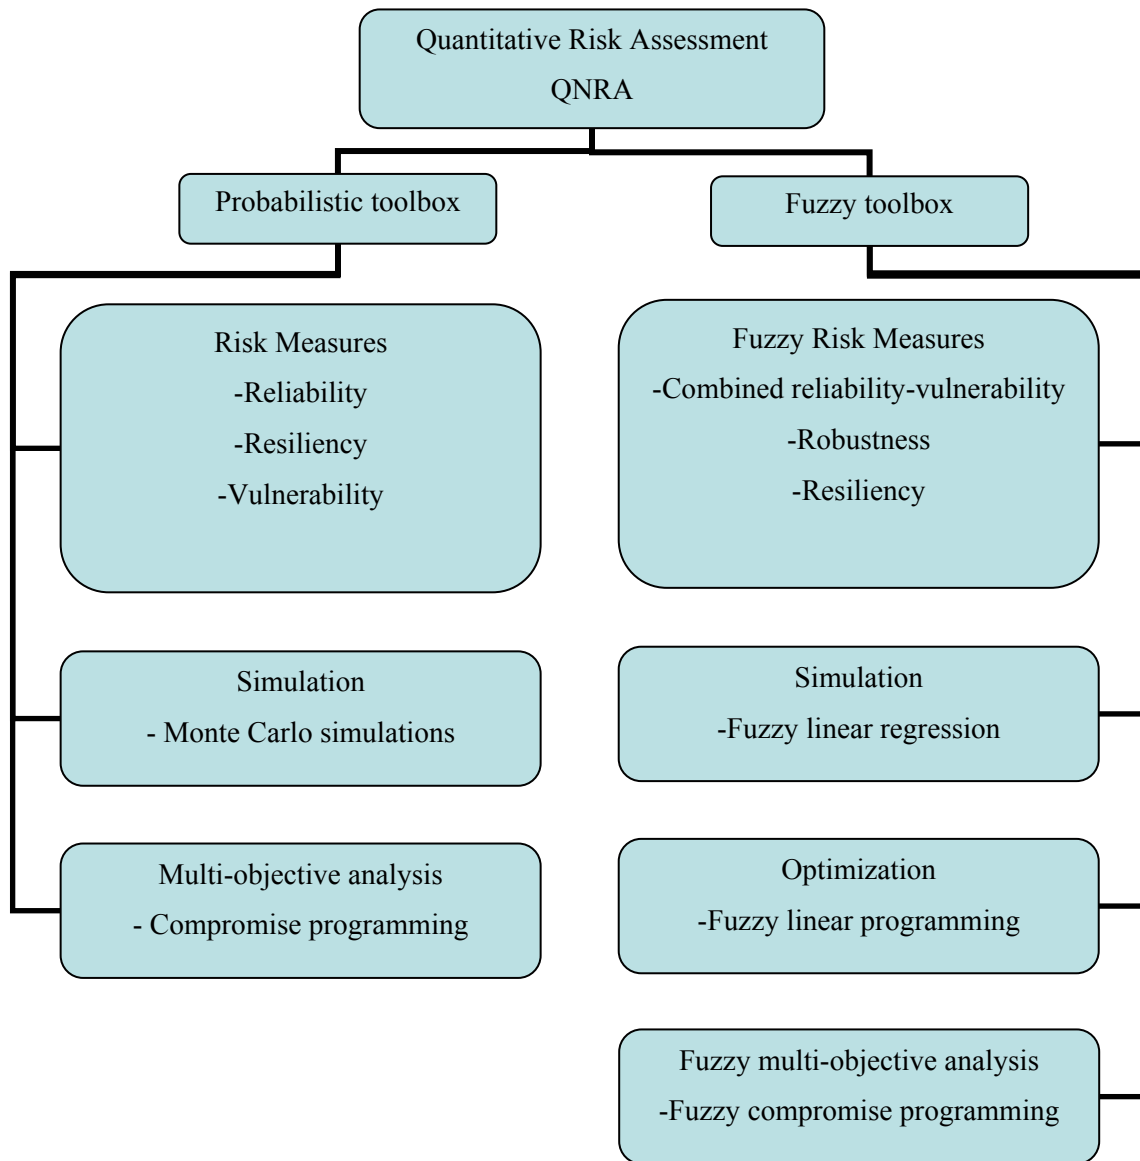 Quantitative Risk Assessment
QNRA
Probabilistic toolbox
Fuzzy toolbox
Risk Measures
-Reliability
-Resiliency
-Vulnerability
Fuzzy Risk Measures
-Combined reliability-vulnerability
-Robustness
-Resiliency
Simulation
- Monte Carlo simulations
Simulation
-Fuzzy linear regression
Multi-objective analysis
- Compromise programming
Optimization
-Fuzzy linear programming
Fuzzy multi-objective analysis
-Fuzzy compromise programming